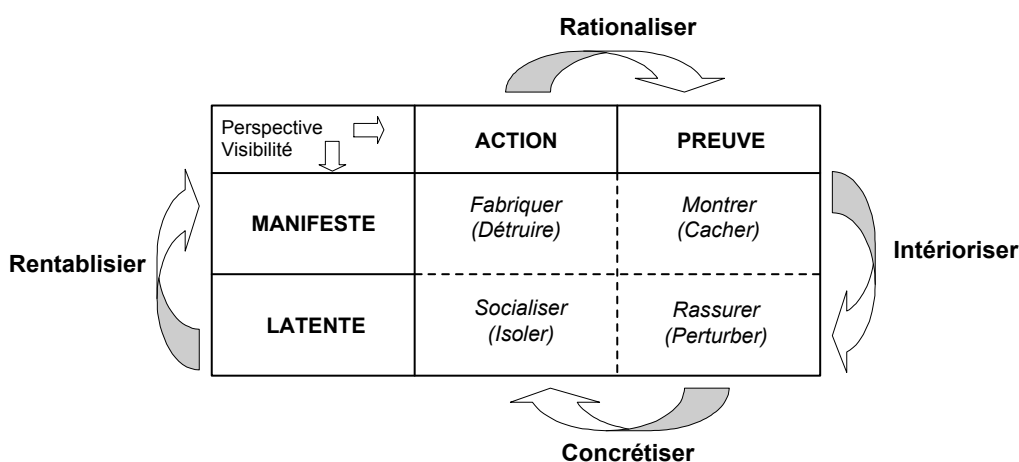 Rationaliser
Perspective
Visibilité
ACTION
PREUVE
MANIFESTE
Fabriquer
(Détruire)
Montrer
(Cacher)
Rentablisier
Intérioriser
LATENTE
Socialiser
(Isoler)
Rassurer
(Perturber)
Concrétiser